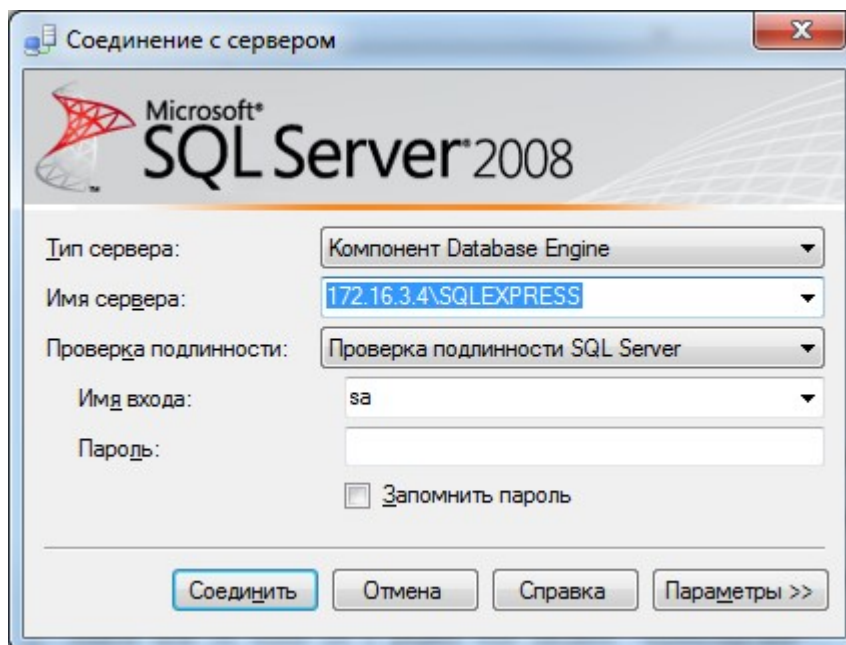 Соединение с сервером
Microsoft®
SQL Server® 2008
Тип сервера: Компонент Database Engine
Имя сервера: 172.16.3.4\SQLEXPRESS
Проверка подлинности: Проверка подлинности SQL Server
Имя входа: sa
Пароль:
Запомнить пароль
Соединить Отмена Справка Параметры >>